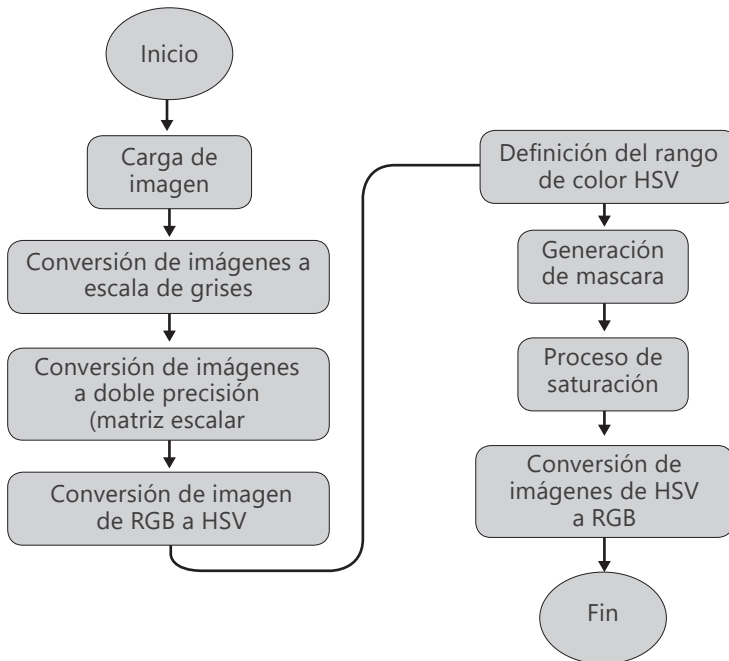 Inicio
Carga de
imagen
Conversión de imágenes a
escala de grises
Conversión de imágenes
a doble precisión
(matriz escalar
Conversión de imagen
de RGB a HSV
Definición del rango
de color HSV
Generación
de mascara
Proceso de
saturación
Conversión de
imágenes de HSV
a RGB
Fin